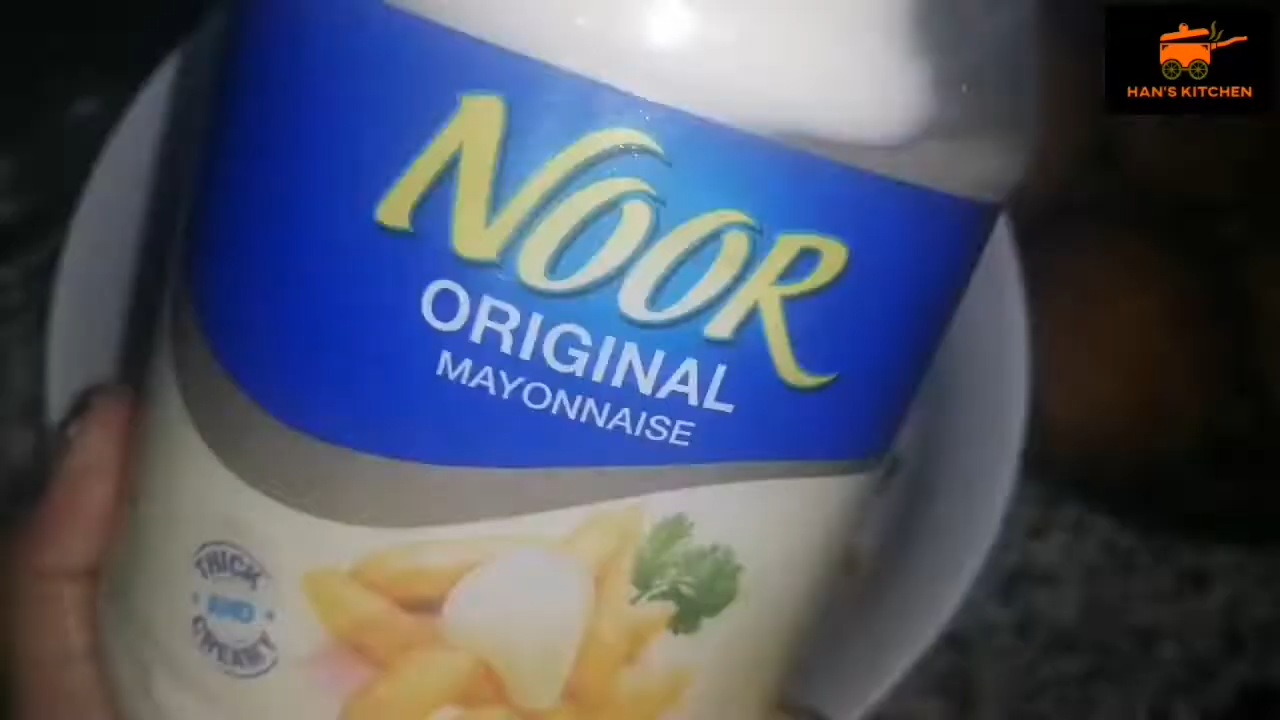 HAN'S KITCHEN
NOOR
ORIGINAL
MAYONNAISE
THICK
AND
CREAMY